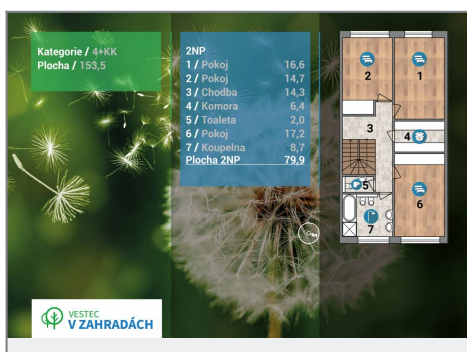 Kategorie / 4+KK
Plocha / 153,5
2NP
1 / Pokoj 16,6
2 / Pokoj 14,7
3 / Chodba 14,3
4 / Komora 6,4
5 / Toaleta 2,0
6 / Pokoj 17,2
7 / Koupelna 8,7
Plocha 2NP 79,9
2
1
3
4
5
6
7
S
VESTEC
V ZAHRADÁCH